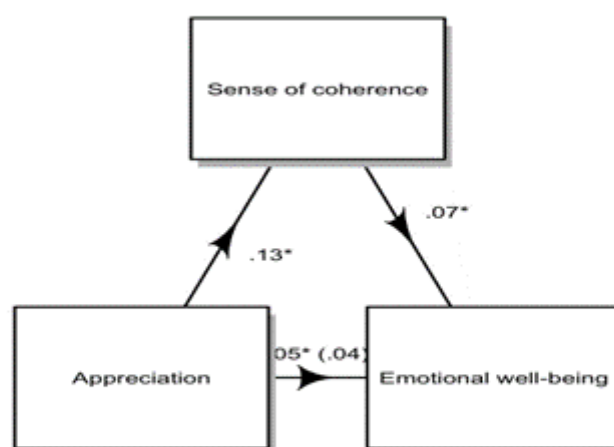 Sense of coherence
.07*
.13*
05* (.04)
Appreciation
Emotional well-being